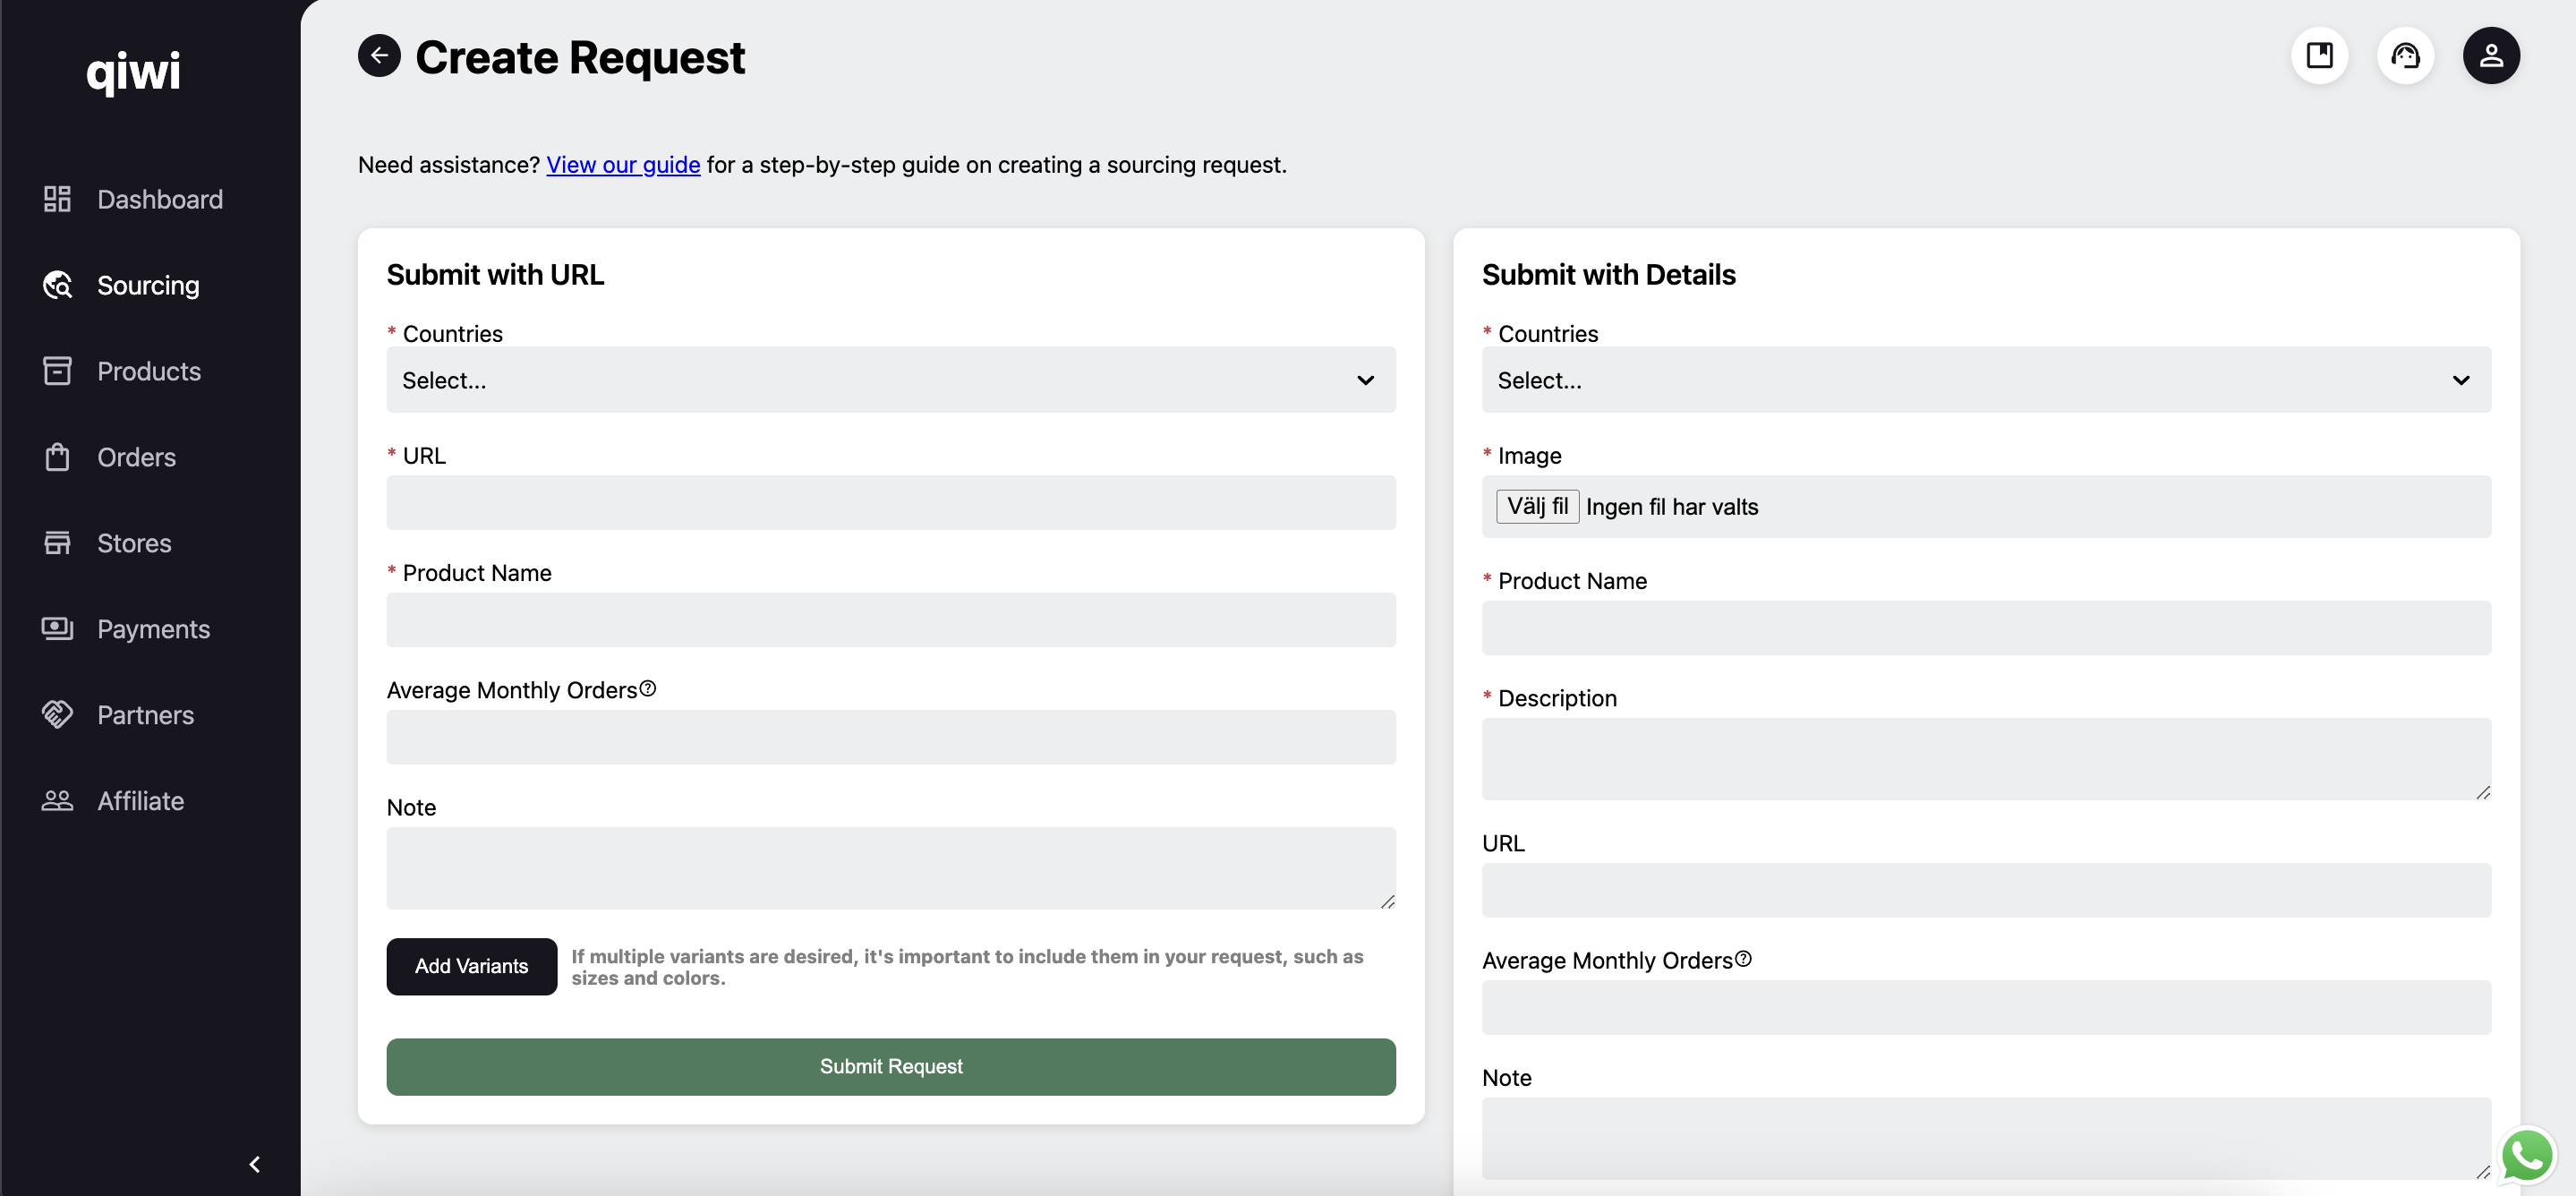 qiwi
Dashboard
Sourcing
Products
Orders
Stores
Payments
Partners
Affiliate
Create Request
Need assistance? View our guide for a step-by-step guide on creating a sourcing request.
Submit with URL
* Countries
Select...
* URL
* Product Name
Average Monthly Orders
Note
Add Variants
If multiple variants are desired, it's important to include them in your request, such as
sizes and colors.
Submit Request
Submit with Details
* Countries
Select...
* Image
Välj fil Ingen fil har valts
* Product Name
* Description
URL
Average Monthly Orders
Note